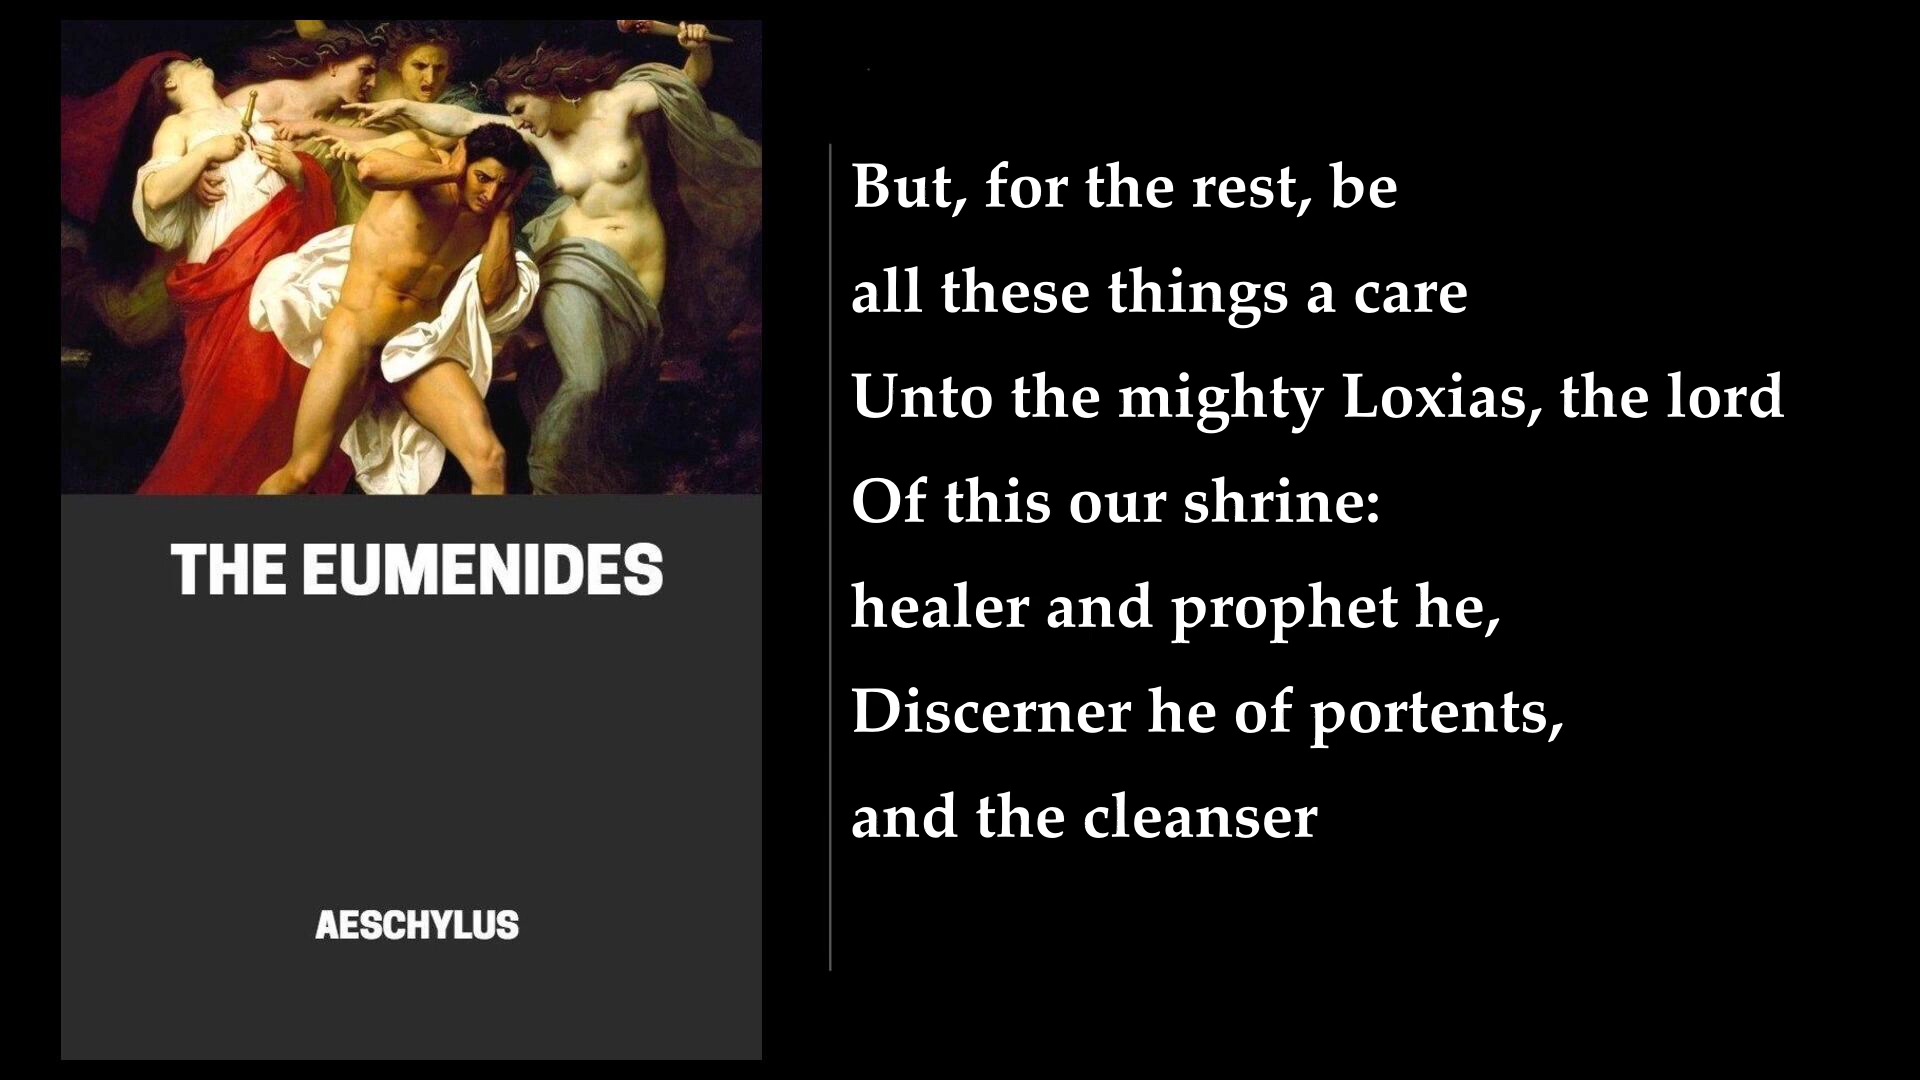 THE EUMENIDES
AESCHYLUS
But, for the rest, be
all these things a care
Unto the mighty Loxias, the lord
Of this our shrine:
healer and prophet he,
Discerner he of portents,
and the cleanser